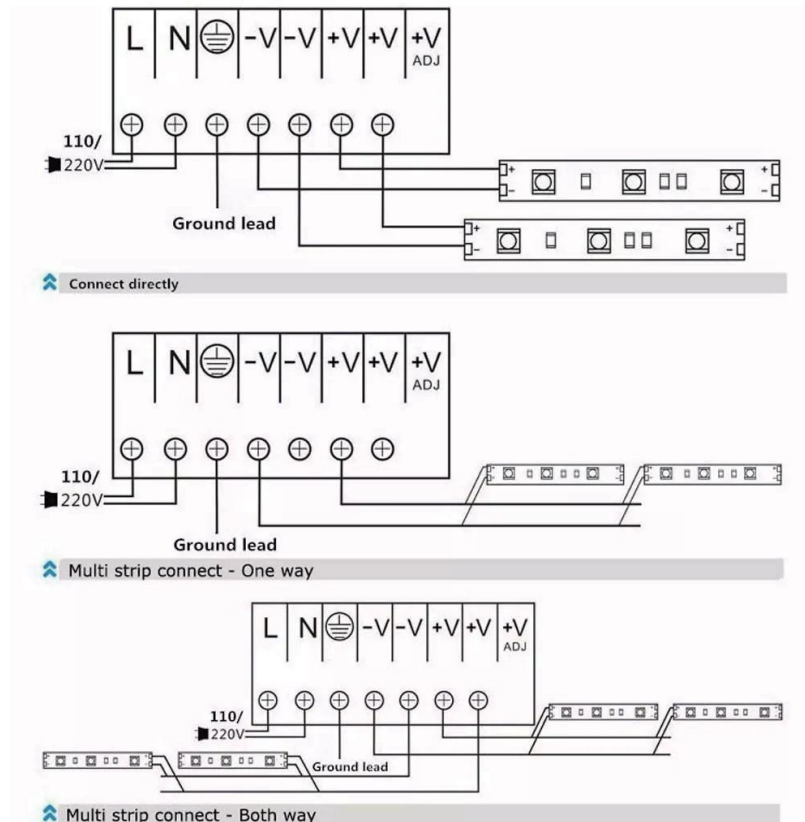 L N -V -V +V +V +V
ADJ
110/
220V
Ground lead
+ +
- -
+ +
- -
Connect directly
L N -V -V +V +V +V
ADJ
110/
220V
Ground lead
Multi strip connect - One way
L N -V -V +V +V +V
ADJ
110/
220V
Ground lead
Multi strip connect - Both way